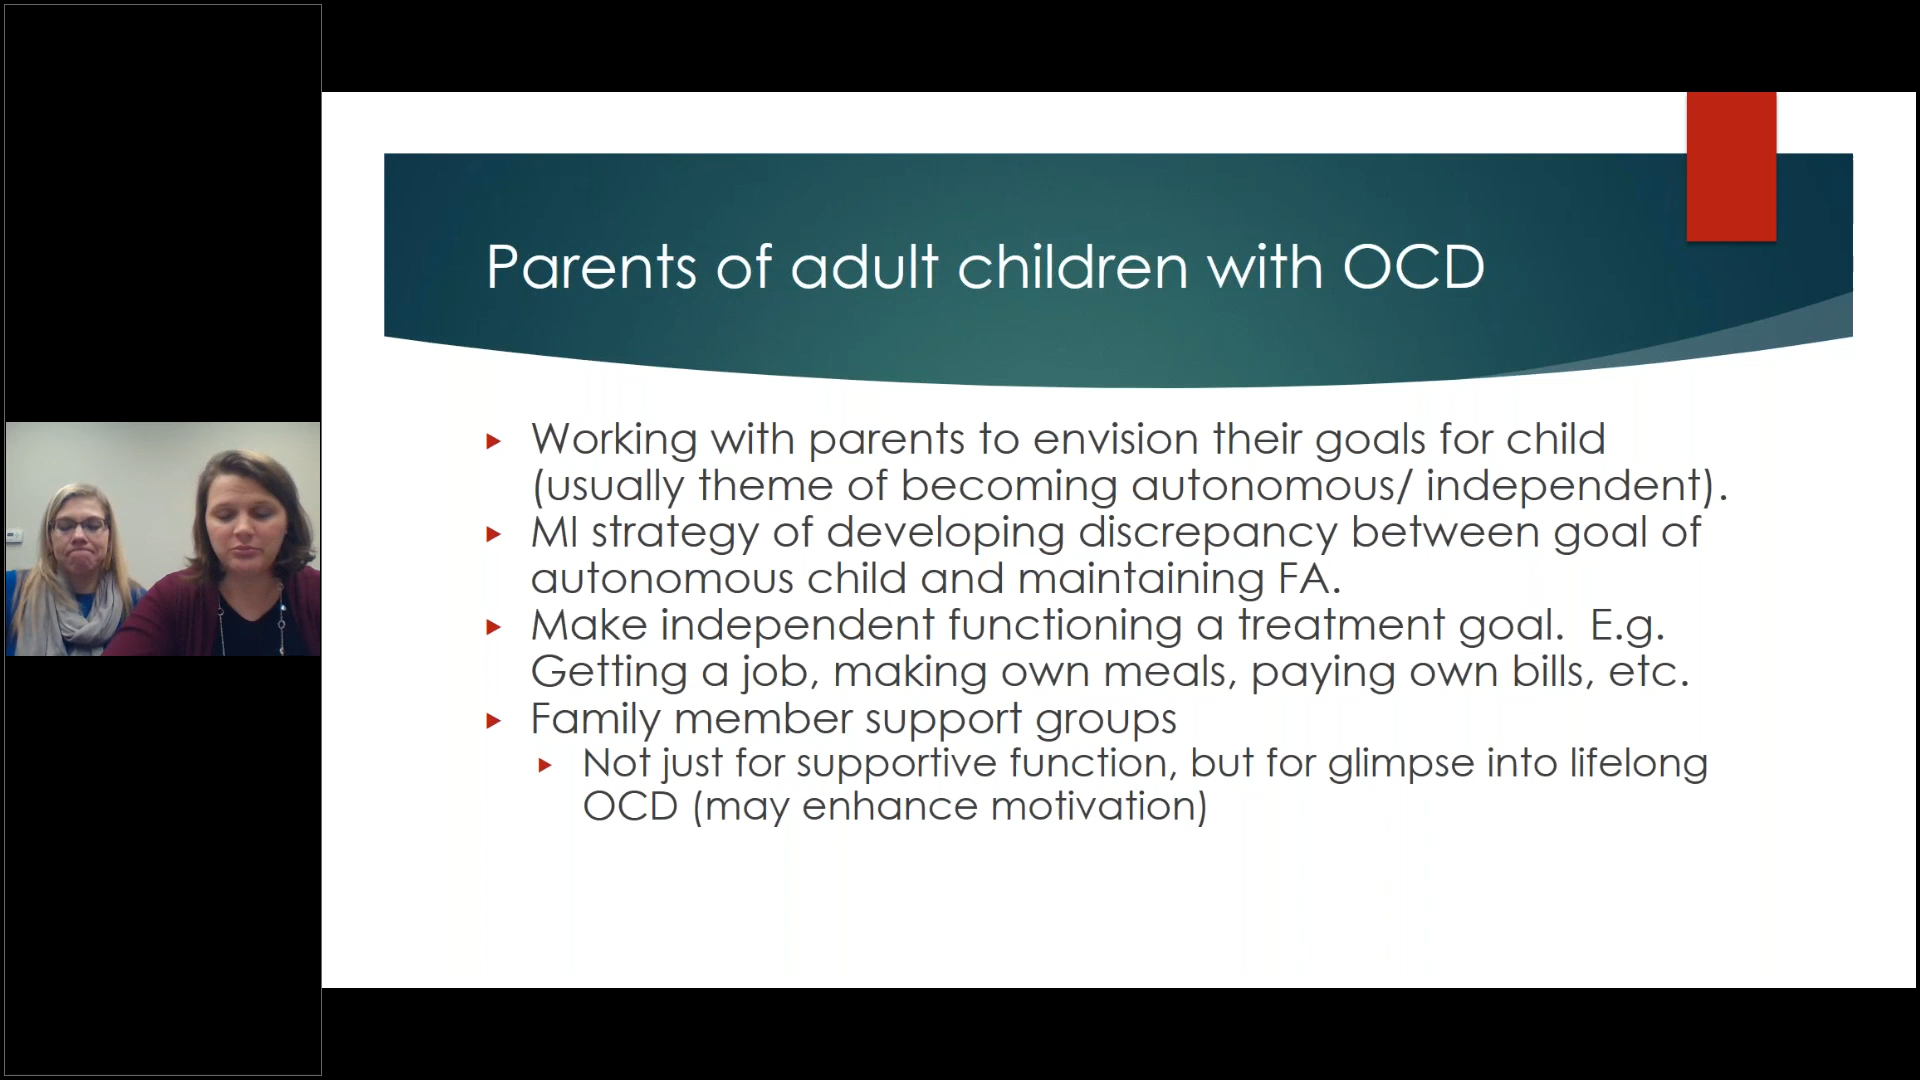 Parents of adult children with OCD
Working with parents to envision their goals for child
(usually theme of becoming autonomous/ independent).
MI strategy of developing discrepancy between goal of
autonomous child and maintaining FA.
Make independent functioning a treatment goal.  E.g.
Getting a job, making own meals, paying own bills, etc.
Family member support groups
Not just for supportive function, but for glimpse into lifelong
OCD (may enhance motivation)